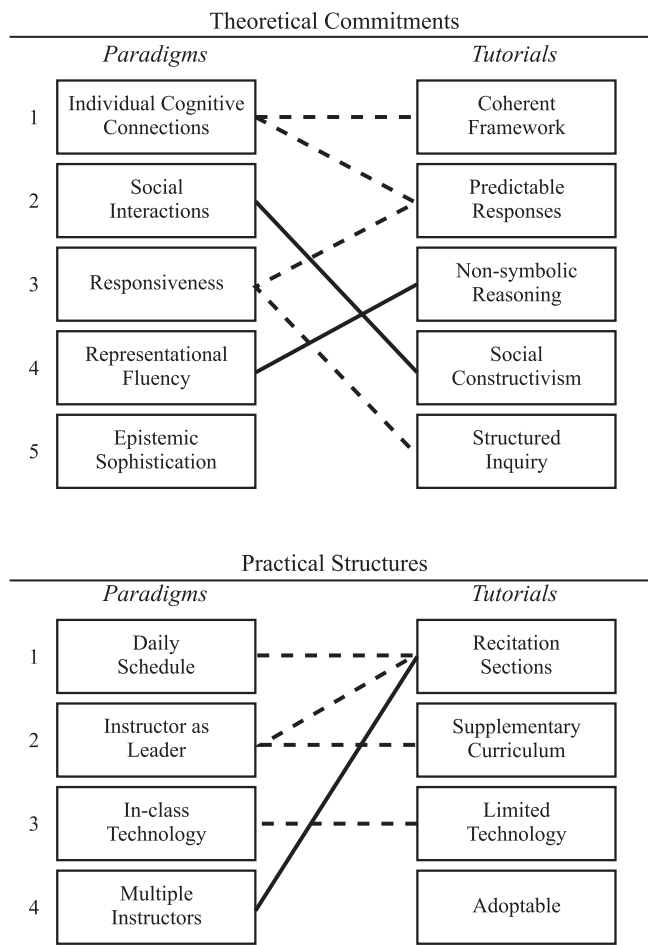 Theoretical Commitments
Paradigms
Tutorials
1
Individual Cognitive
Connections
Coherent
Framework
2
Social
Interactions
Predictable
Responses
3
Responsiveness
Non-symbolic
Reasoning
4
Representational
Fluency
Social
Constructivism
5
Epistemic
Sophistication
Structured
Inquiry
Practical Structures
Paradigms
Tutorials
1
Daily
Schedule
Recitation
Sections
2
Instructor as
Leader
Supplementary
Curriculum
3
In-class
Technology
Limited
Technology
4
Multiple
Instructors
Adoptable